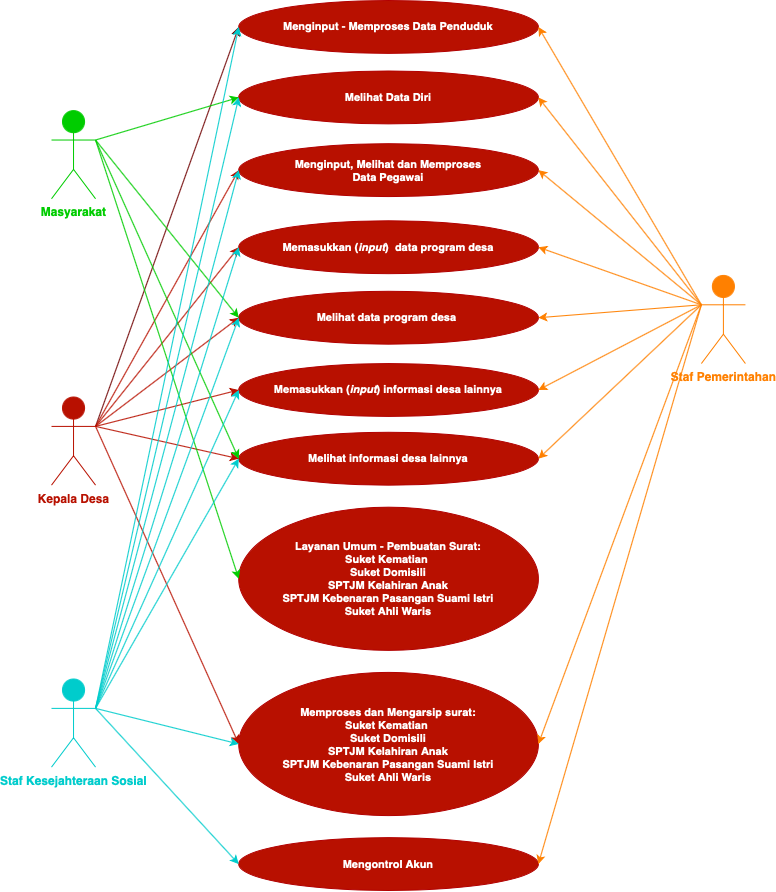 Menginput - Memproses Data Penduduk
Melihat Data Diri
Masyarakat
Menginput, Melihat dan Memproses
Data Pegawai
Memasukkan (input)  data program desa
Melihat data program desa
Staf Pemerintahan
Memasukkan (input) informasi desa lainnya
Melihat informasi desa lainnya
Kepala Desa
Layanan Umum - Pembuatan Surat:
Suket Kematian
Suket Domisili
SPTJM Kelahiran Anak
SPTJM Kebenaran Pasangan Suami Istri
Suket Ahli Waris
Memproses dan Mengarsip surat:
Suket Kematian
Suket Domisili
SPTJM Kelahiran Anak
SPTJM Kebenaran Pasangan Suami Istri
Suket Ahli Waris
Staf Kesejahteraan Sosial
Mengontrol Akun